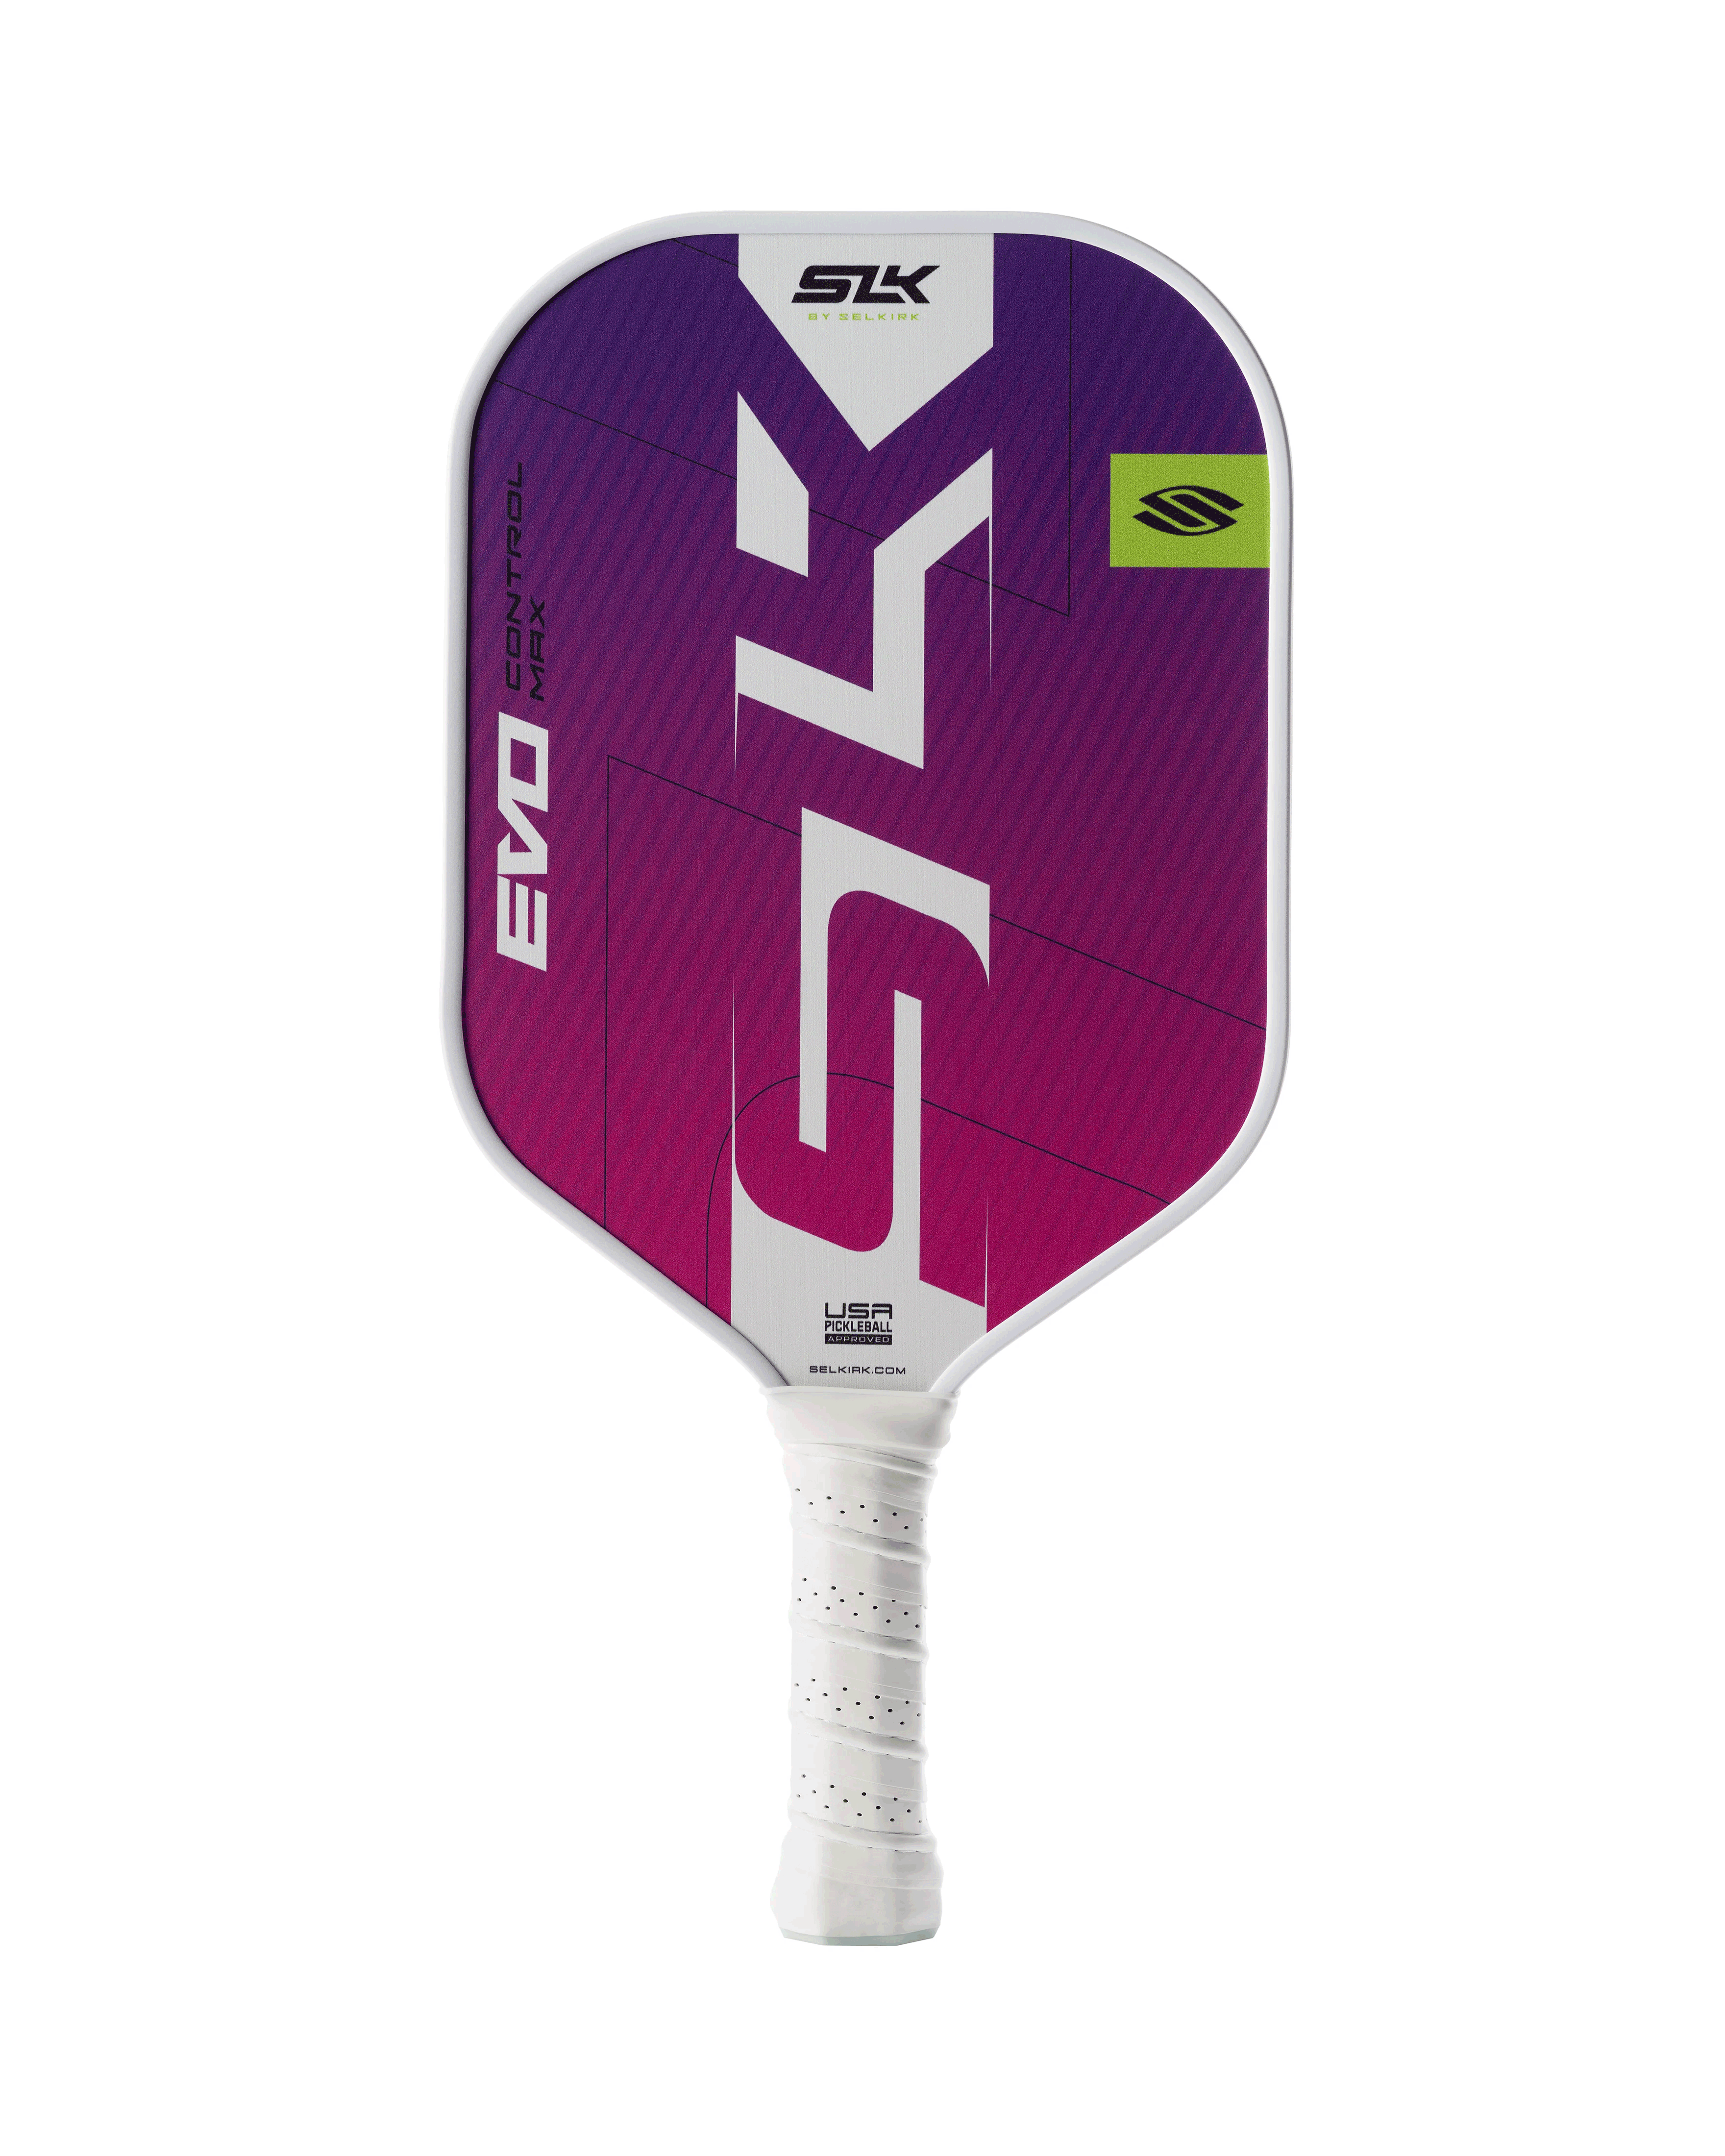 SLK
BY SELKIRK
SLK
EVO
CONTROL
MAX
USA
PICKLEBALL
APPROVED
SELKIRK.COM